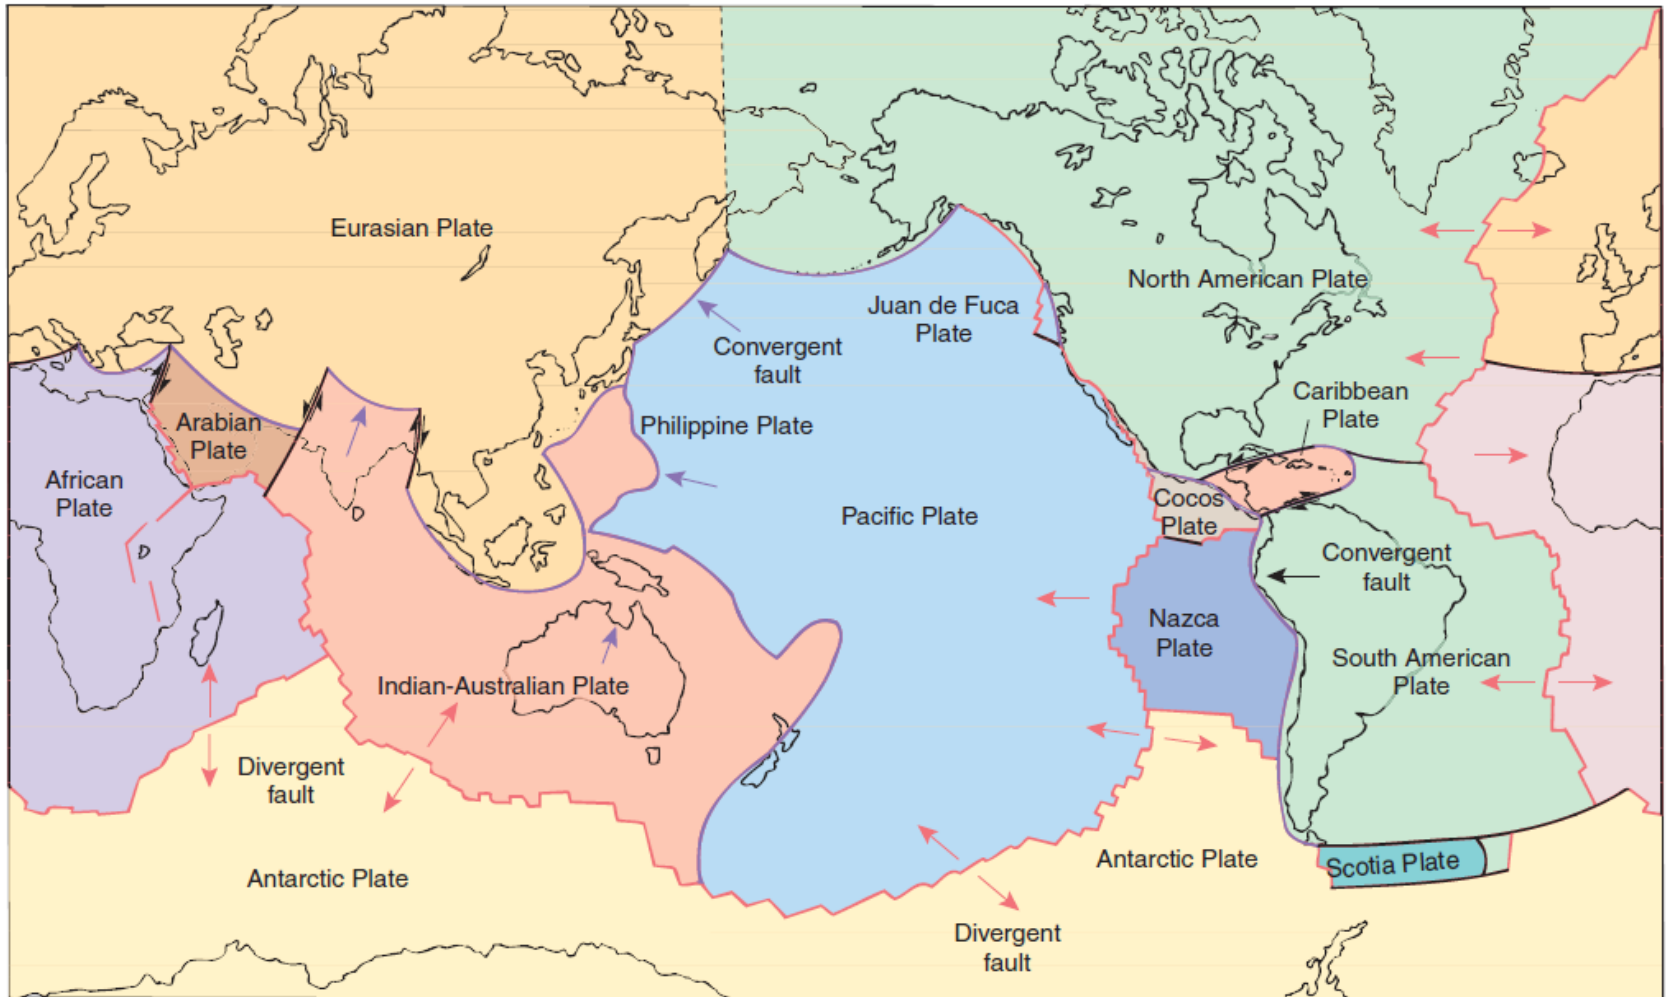 Eurasian Plate
North American Plate
Juan de Fuca
Plate
Convergent
fault
Caribbean
Plate
Arabian
Plate
Philippine Plate
African
Plate
Cocos
Plate
Pacific Plate
Convergent
fault
Nazca
Plate
South American
Plate
Indian-Australian Plate
Divergent
fault
Antarctic Plate
Antarctic Plate
Scotia Plate
Divergent
fault